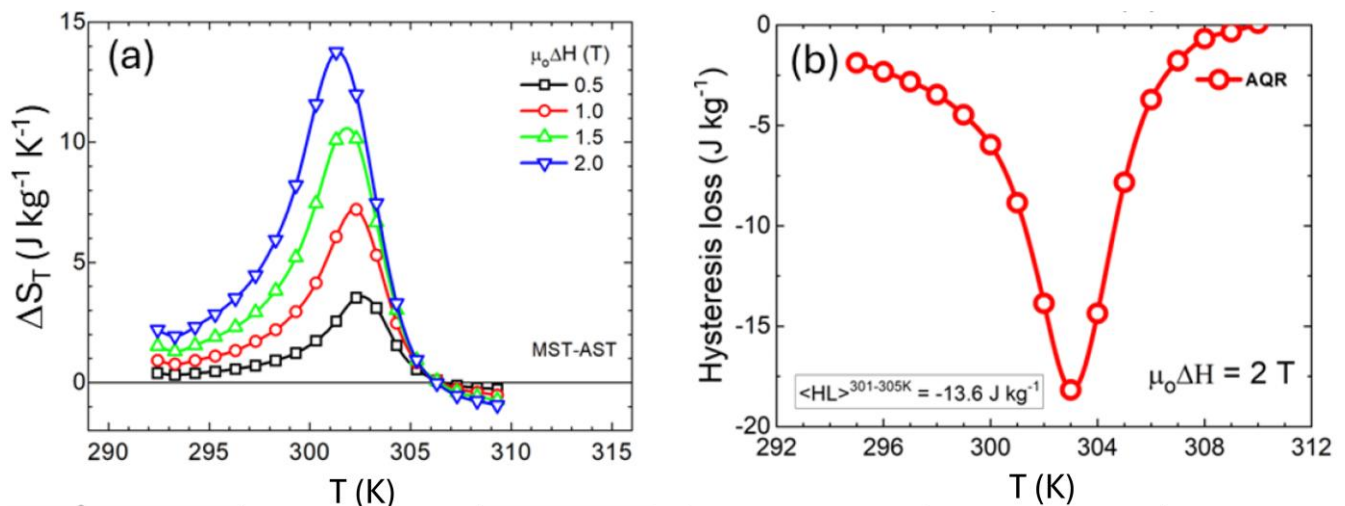 (a)
μ₀ΔH (T)
0.5
1.0
1.5
2.0
MST-AST
15
10
5
0
290 295 300 305 310 315
T (K)
ΔS_T (J kg⁻¹ K⁻¹)
(b)
AQR
<HL>³⁰¹⁻³⁰⁵ᴷ = -13.6 J kg⁻¹
μ₀ΔH = 2 T
0
-5
-10
-15
-20
292 296 300 304 308 312
T (K)
Hysteresis loss (J kg⁻¹)